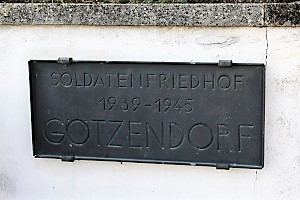 SOLDATENFRIEDHOF
1939-1945
GÖTZENDORF